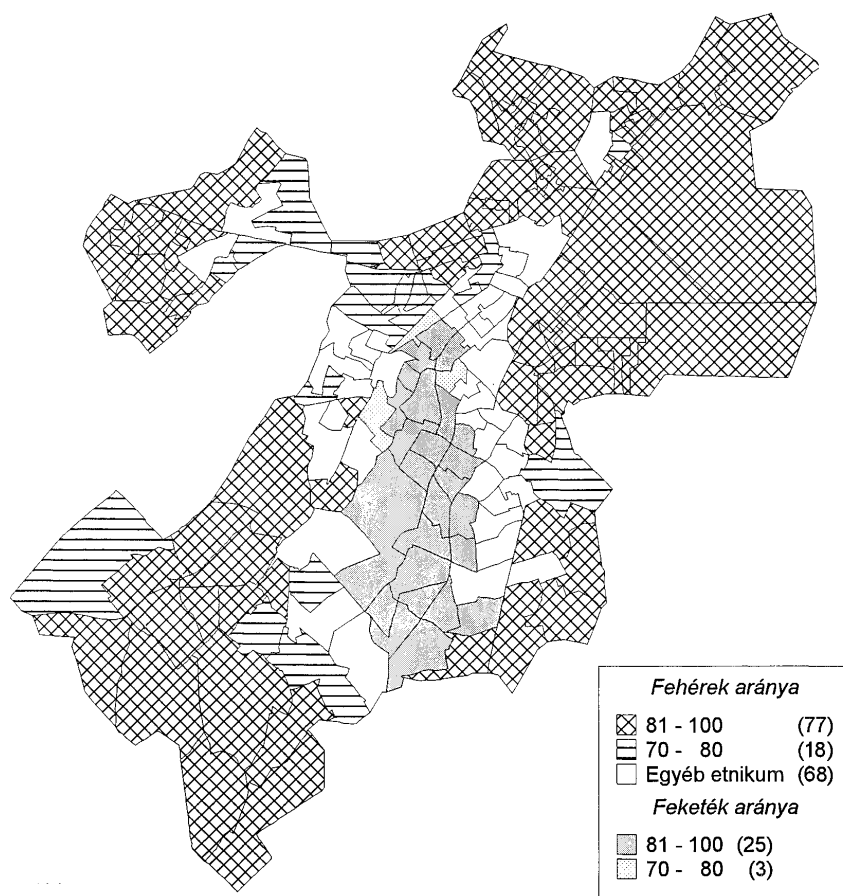 Fehérek aránya
81 - 100 (77)
70 - 80 (18)
Egyéb etnikum (68)
Feketék aránya
81 - 100 (25)
70 - 80 (3)